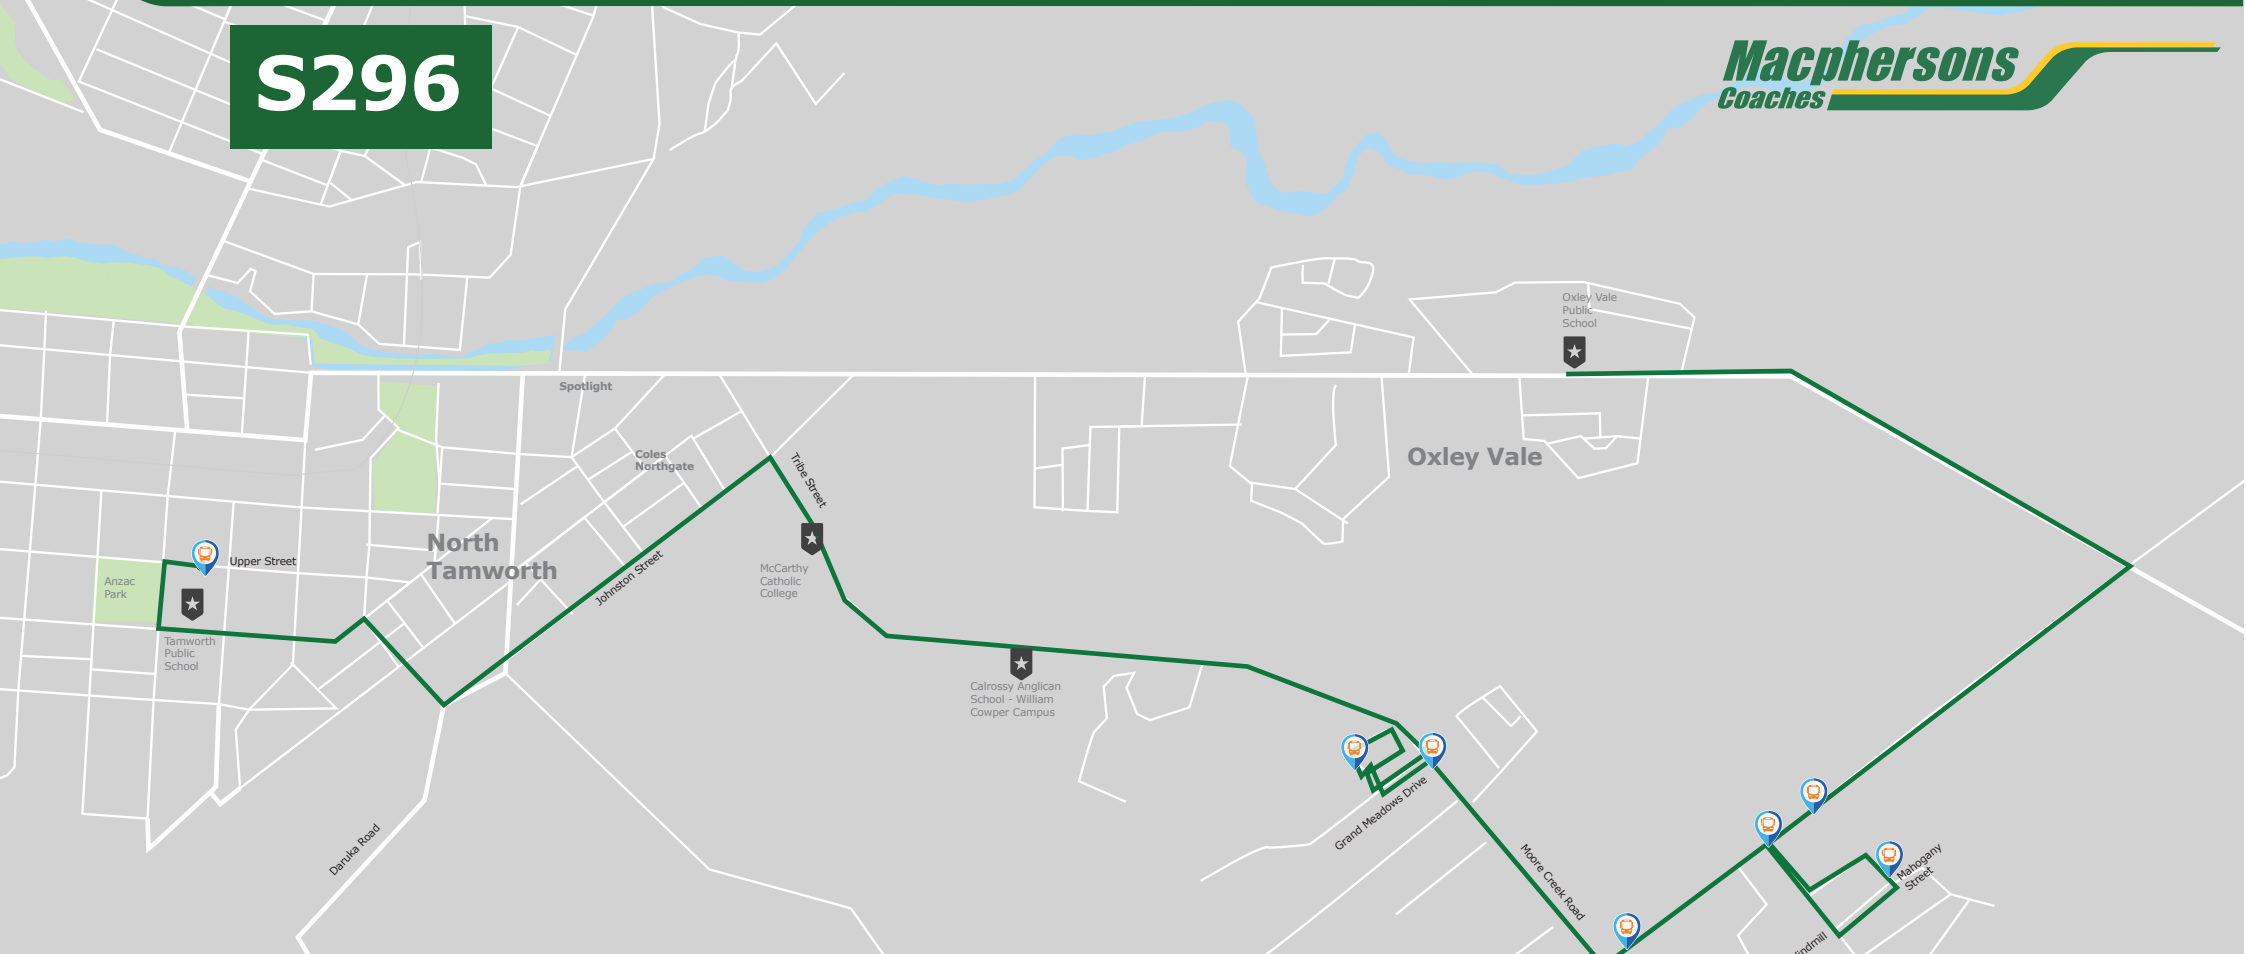 S296
Macphersons
Coaches
Oxley Vale
Public
School
Spotlight
Coles
Northgate
Tribe Street
Oxley Vale
North
Tamworth
Upper Street
Anzac
Park
Johnston Street
McCarthy
Catholic
College
Tamworth
Public
School
Calrossy Anglican
School - William
Cowper Campus
Grand Meadows Drive
Daruka Road
Moore Creek Road
Mahogany
Street
indmill